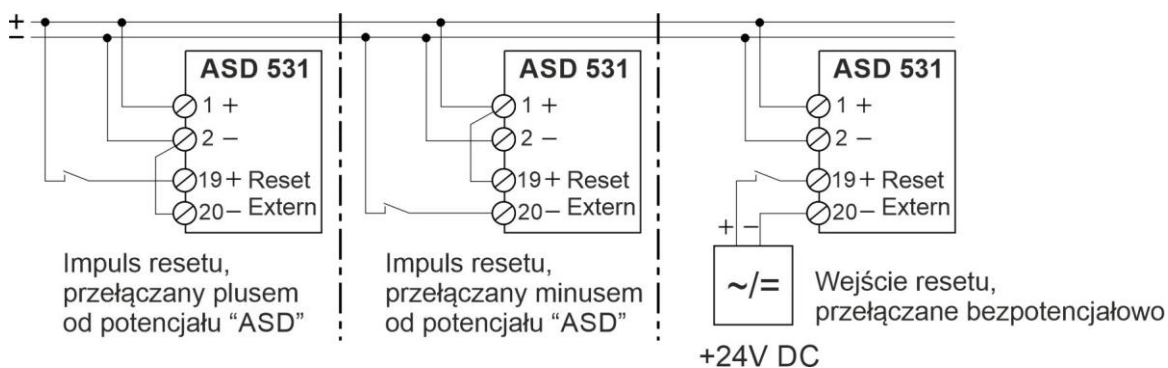 +
−
ASD 531
1 +
2 −
19+ Reset
20− Extern
Impuls resetu,
przełączany plusem
od potencjału “ASD”
ASD 531
1 +
2 −
19+ Reset
20− Extern
Impuls resetu,
przełączany minusem
od potencjału “ASD”
ASD 531
1 +
2 −
19+ Reset
20− Extern
+ −
~/=
+24V DC
Wejście resetu,
przełączane bezpotencjałowo